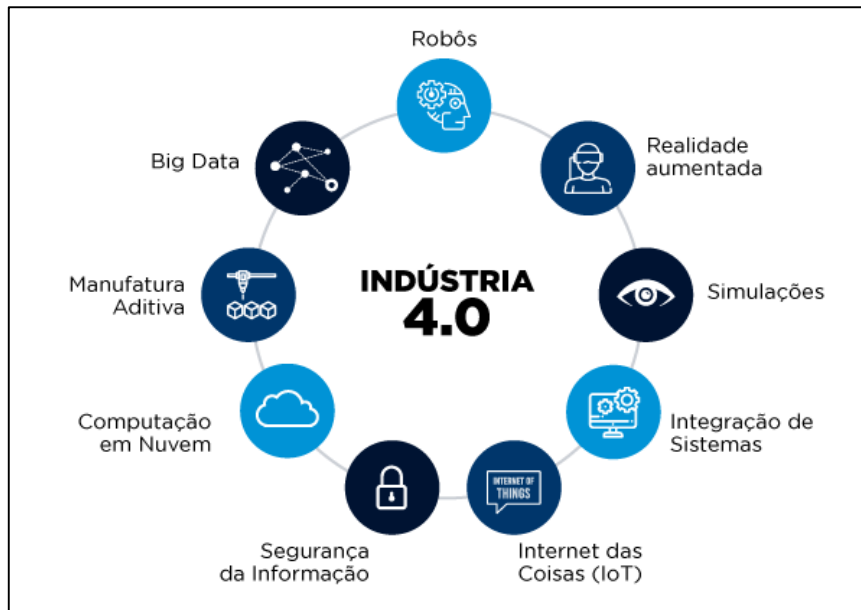 Robôs
Big Data
Realidade
aumentada
Manufatura
Aditiva
INDÚSTRIA
4.0
Simulações
Computação
em Nuvem
Integração de
Sistemas
INTERNET OF
THINGS
Segurança
da Informação
Internet das
Coisas (IoT)